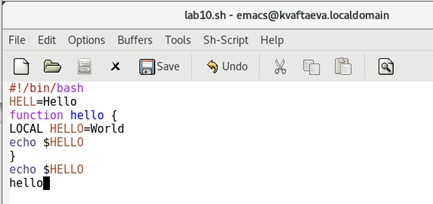 lab10.sh - emacs@kvaftaeva.localdomain
File Edit Options Buffers Tools Sh-Script Help
Save Undo
#!/bin/bash
HELL=Hello
function hello {
LOCAL HELLO=World
echo $HELLO
}
echo $HELLO
hello